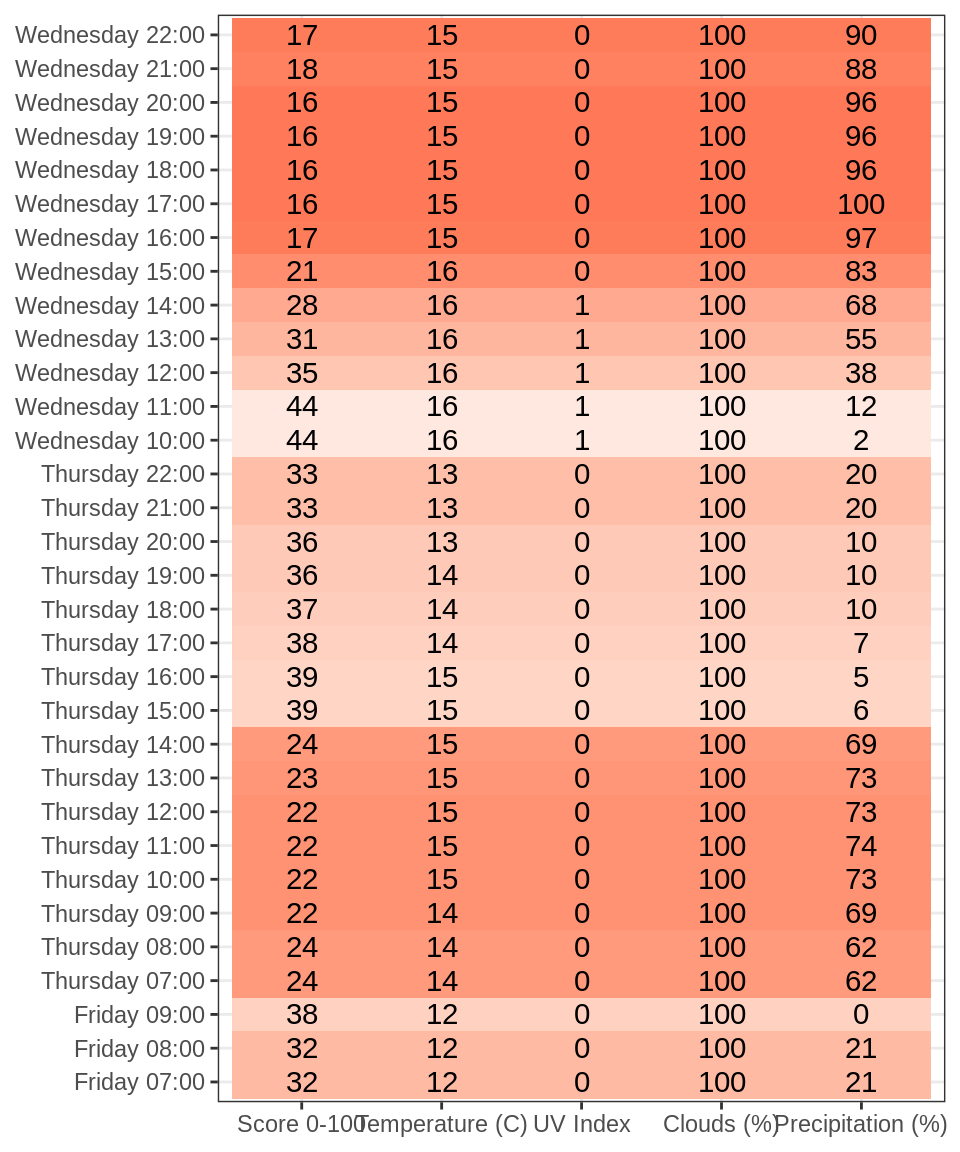 Wednesday 22:00 17 15 0 100 90
Wednesday 21:00 18 15 0 100 88
Wednesday 20:00 16 15 0 100 96
Wednesday 19:00 16 15 0 100 96
Wednesday 18:00 16 15 0 100 96
Wednesday 17:00 16 15 0 100 100
Wednesday 16:00 17 15 0 100 97
Wednesday 15:00 21 16 0 100 83
Wednesday 14:00 28 16 1 100 68
Wednesday 13:00 31 16 1 100 55
Wednesday 12:00 35 16 1 100 38
Wednesday 11:00 44 16 1 100 12
Wednesday 10:00 44 16 1 100 2
Thursday 22:00 33 13 0 100 20
Thursday 21:00 33 13 0 100 20
Thursday 20:00 36 13 0 100 10
Thursday 19:00 36 14 0 100 10
Thursday 18:00 37 14 0 100 10
Thursday 17:00 38 14 0 100 7
Thursday 16:00 39 15 0 100 5
Thursday 15:00 39 15 0 100 6
Thursday 14:00 24 15 0 100 69
Thursday 13:00 23 15 0 100 73
Thursday 12:00 22 15 0 100 73
Thursday 11:00 22 15 0 100 74
Thursday 10:00 22 15 0 100 73
Thursday 09:00 22 14 0 100 69
Thursday 08:00 24 14 0 100 62
Thursday 07:00 24 14 0 100 62
Friday 09:00 38 12 0 100 0
Friday 08:00 32 12 0 100 21
Friday 07:00 32 12 0 100 21
Score 0-100 Temperature (C) UV Index Clouds (%) Precipitation (%)